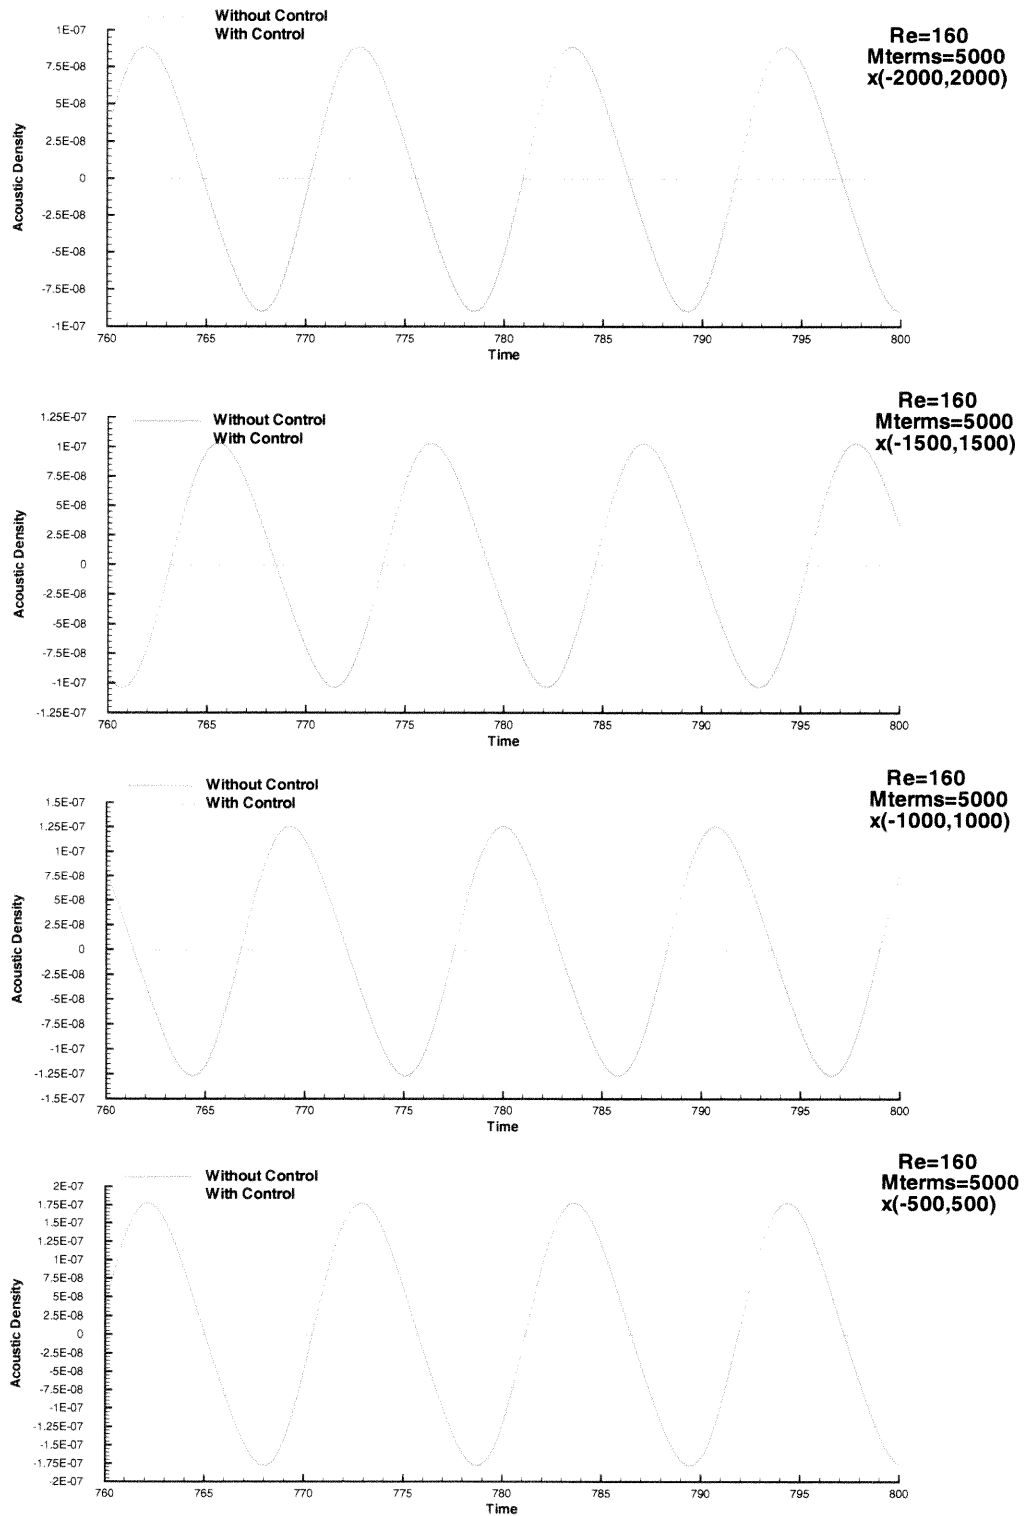 Without Control
With Control
Re=160
Mterms=5000
x(-2000,2000)
1E-07
7.5E-08
5E-08
2.5E-08
0
-2.5E-08
-5E-08
-7.5E-08
-1E-07
Acoustic Density
760 765 770 775 780 785 790 795 800
Time
Without Control
With Control
Re=160
Mterms=5000
x(-1500,1500)
1.25E-07
1E-07
7.5E-08
5E-08
2.5E-08
0
-2.5E-08
-5E-08
-7.5E-08
-1E-07
-1.25E-07
Acoustic Density
760 765 770 775 780 785 790 795 800
Time
Without Control
With Control
Re=160
Mterms=5000
x(-1000,1000)
1.5E-07
1.25E-07
1E-07
7.5E-08
5E-08
2.5E-08
0
-2.5E-08
-5E-08
-7.5E-08
-1E-07
-1.25E-07
-1.5E-07
Acoustic Density
760 765 770 775 780 785 790 795 800
Time
Without Control
With Control
Re=160
Mterms=5000
x(-500,500)
2E-07
1.75E-07
1.5E-07
1.25E-07
1E-07
7.5E-08
5E-08
2.5E-08
0
-2.5E-08
-5E-08
-7.5E-08
-1E-07
-1.25E-07
-1.5E-07
-1.75E-07
-2E-07
Acoustic Density
760 765 770 775 780 785 790 795 800
Time